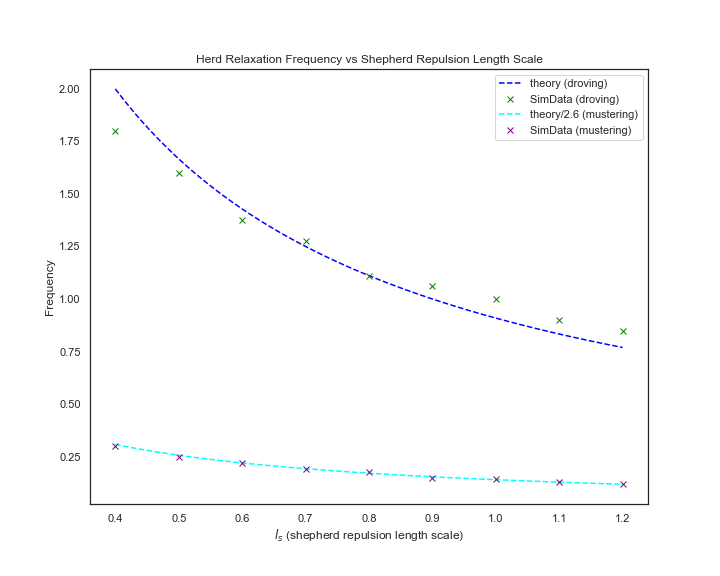 Herd Relaxation Frequency vs Shepherd Repulsion Length Scale
theory (droving)
SimData (droving)
theory/2.6 (mustering)
SimData (mustering)
Frequency
2.00
1.75
1.50
1.25
1.00
0.75
0.50
0.25
0.4 0.5 0.6 0.7 0.8 0.9 1.0 1.1 1.2
l_s (shepherd repulsion length scale)